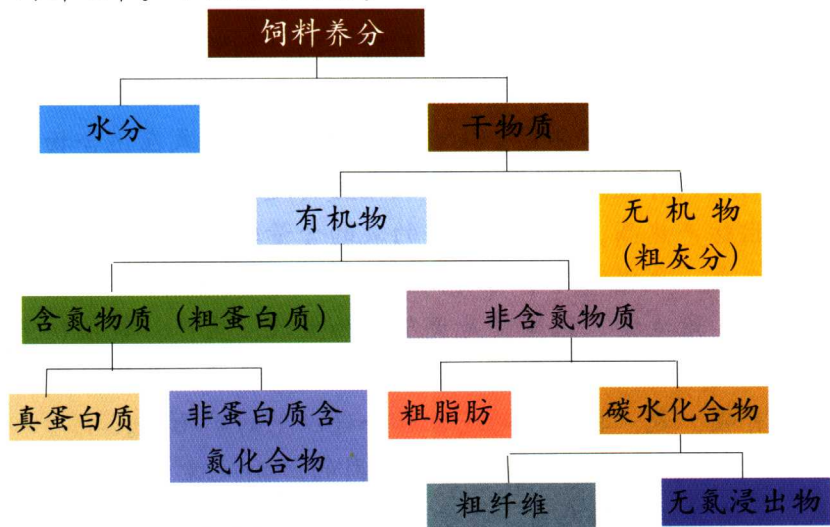 饲料养分
水分
干物质
有机物
无机物
(粗灰分)
含氮物质（粗蛋白质）
非含氮物质
真蛋白质
非蛋白质含
氮化合物
粗脂肪
碳水化合物
粗纤维
无氮浸出物